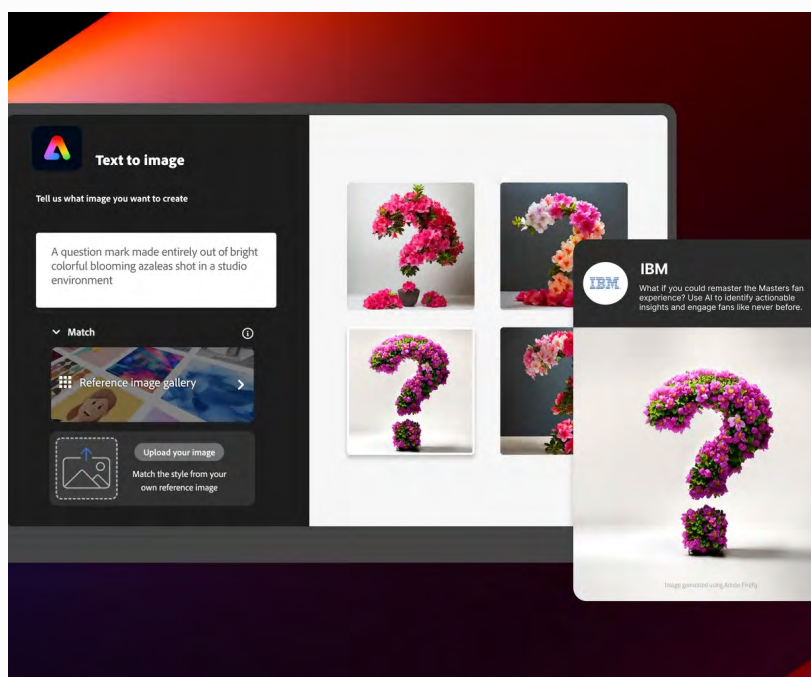 Text to image
Tell us what image you want to create
A question mark made entirely out of bright
colorful blooming azaleas shot in a studio
environment
Match
Reference image gallery
Upload your image
Match the style from your
own reference image
IBM
IBM
What if you could remaster the Masters fan
experience? Use AI to identify actionable
insights and engage fans like never before.
Image generated using Adobe Firefly